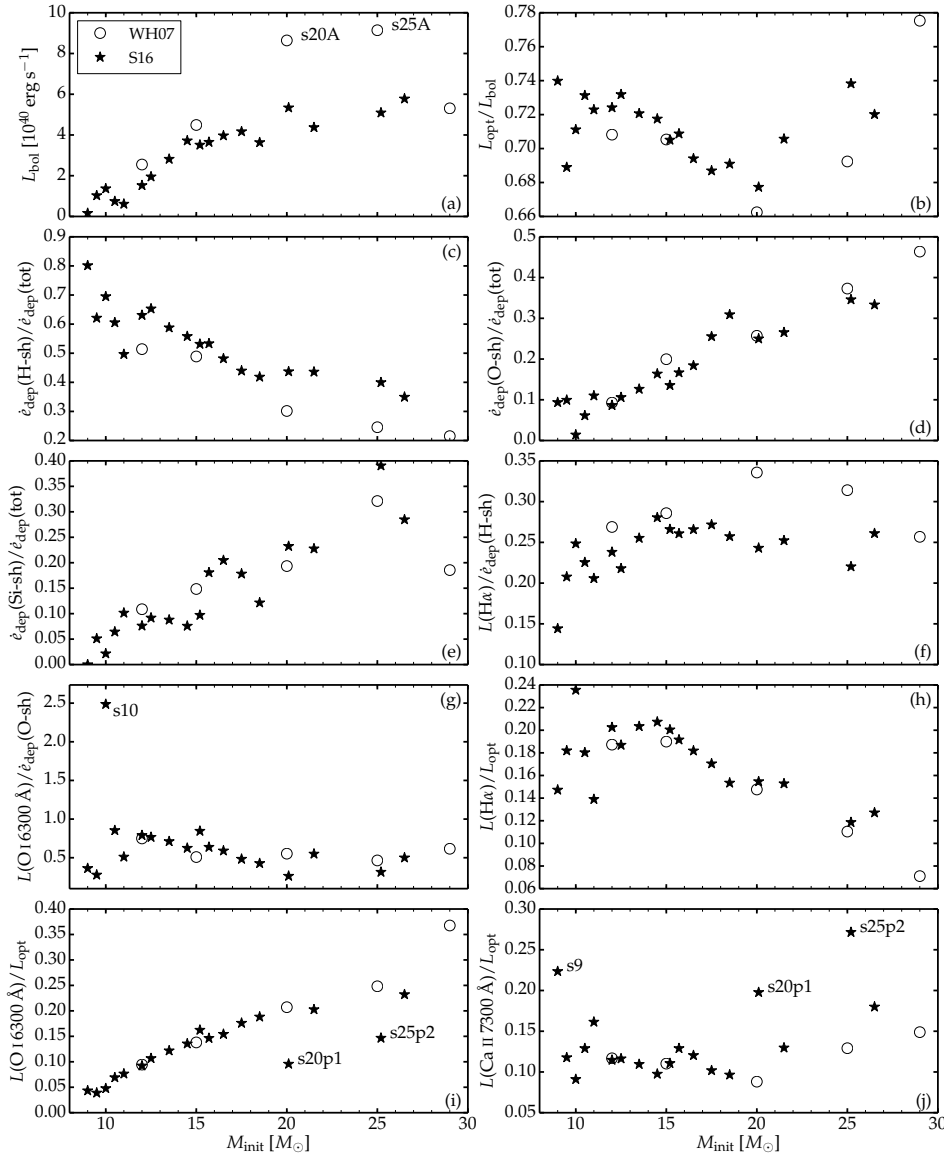 10
8
6
4
2
0
L_bol [10^40 erg s^−1]
WH07
S16
s20A
s25A
(a)
0.78
0.76
0.74
0.72
0.70
0.68
0.66
L_opt/L_bol
(b)
0.9
0.8
0.7
0.6
0.5
0.4
0.3
0.2
ė_dep(H-sh)/ė_dep(tot)
(c)
0.5
0.4
0.3
0.2
0.1
0.0
ė_dep(O-sh)/ė_dep(tot)
(d)
0.40
0.35
0.30
0.25
0.20
0.15
0.10
0.05
0.00
ė_dep(Si-sh)/ė_dep(tot)
(e)
0.35
0.30
0.25
0.20
0.15
0.10
L(Hα)/ė_dep(H-sh)
(f)
2.5
2.0
1.5
1.0
0.5
L(O I 6300 Å)/ė_dep(O-sh)
s10
(g)
0.24
0.22
0.20
0.18
0.16
0.14
0.12
0.10
0.08
0.06
L(Hα)/L_opt
(h)
0.40
0.35
0.30
0.25
0.20
0.15
0.10
0.05
0.00
L(O I 6300 Å)/L_opt
s20p1
s25p2
(i)
10
15
20
25
30
M_init [M_⊙]
0.30
0.25
0.20
0.15
0.10
0.05
L(Ca II 7300 Å)/L_opt
s9
s20p1
s25p2
(j)
10
15
20
25
30
M_init [M_⊙]